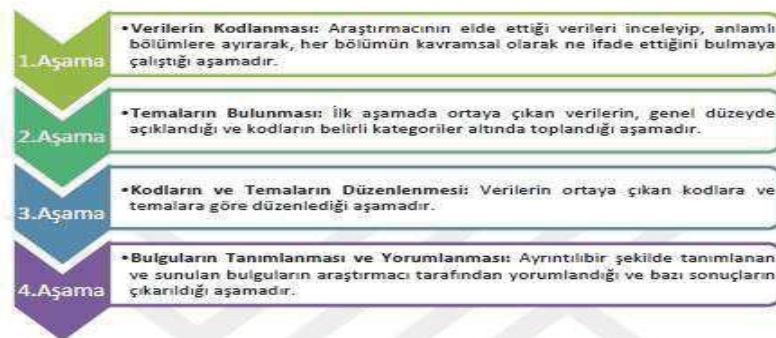 •Verilerin Kodlanması: Araştırmacının elde ettiği verileri inceleyip, anlamlı
bölümlere ayırarak, her bölümün kavramsal olarak ne ifade ettiğini bulmaya
1.Aşama
çalıştığı aşamadır.
•Temaların Bulunması: İlk aşamada ortaya çıkan verilerin, genel düzeyde
açıklandığı ve kodların belirli kategoriler altında toplandığı aşamadır.
2.Aşama
•Kodların ve Temaların Düzenlenmesi: Verilerin ortaya çıkan kodlara ve
temalara göre düzenlediği aşamadır.
3.Aşama
•Bulguların Tanımlanması ve Yorumlanması: Ayrıntılıbir şekilde tanımlanan
ve sunulan bulguların araştırmacı tarafından yorumlandığı ve bazı sonuçların
4.Aşama
çıkarıldığı aşamadır.